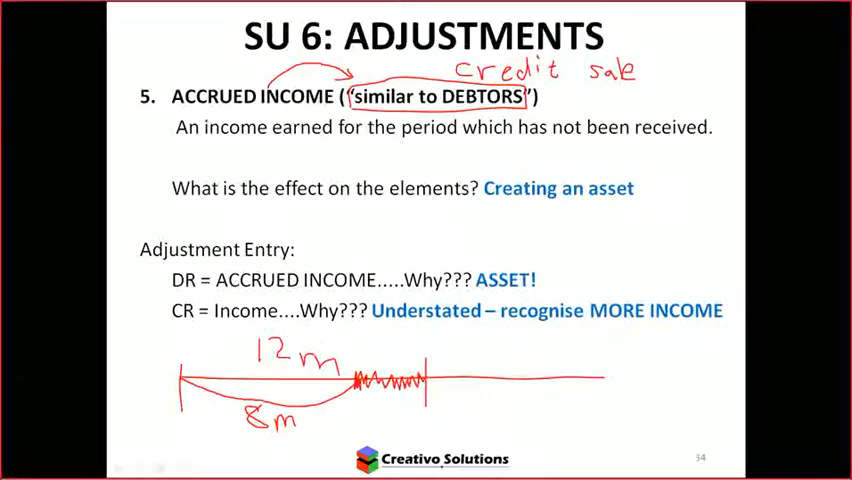 SU 6: ADJUSTMENTS
credit sale
5. ACCRUED INCOME (“similar to DEBTORS”)
An income earned for the period which has not been received.
What is the effect on the elements? Creating an asset
Adjustment Entry:
DR = ACCRUED INCOME.....Why??? ASSET!
CR = Income....Why??? Understated – recognise MORE INCOME
12 m
8 m
Creativo Solutions
34